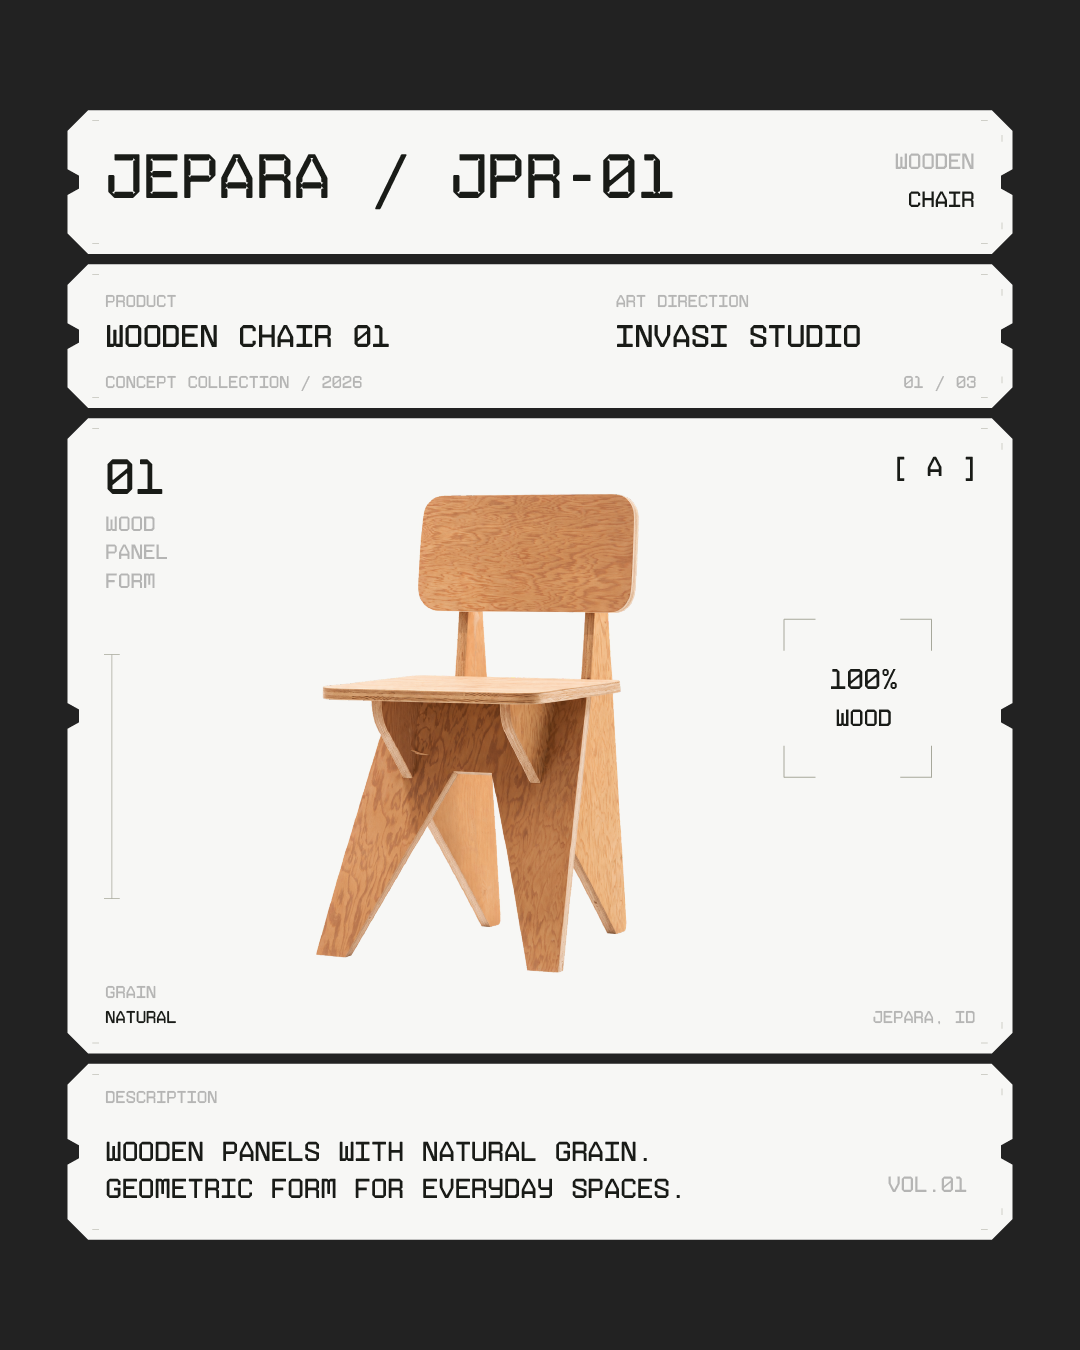 JEPARA / JPR-01
WOODEN
CHAIR
PRODUCT
WOODEN CHAIR 01
CONCEPT COLLECTION / 2026
ART DIRECTION
INVASI STUDIO
01 / 03
01
WOOD
PANEL
FORM
[ A ]
100%
WOOD
GRAIN
NATURAL
JEPARA. ID
DESCRIPTION
WOODEN PANELS WITH NATURAL GRAIN.
GEOMETRIC FORM FOR EVERYDAY SPACES.
VOL.01